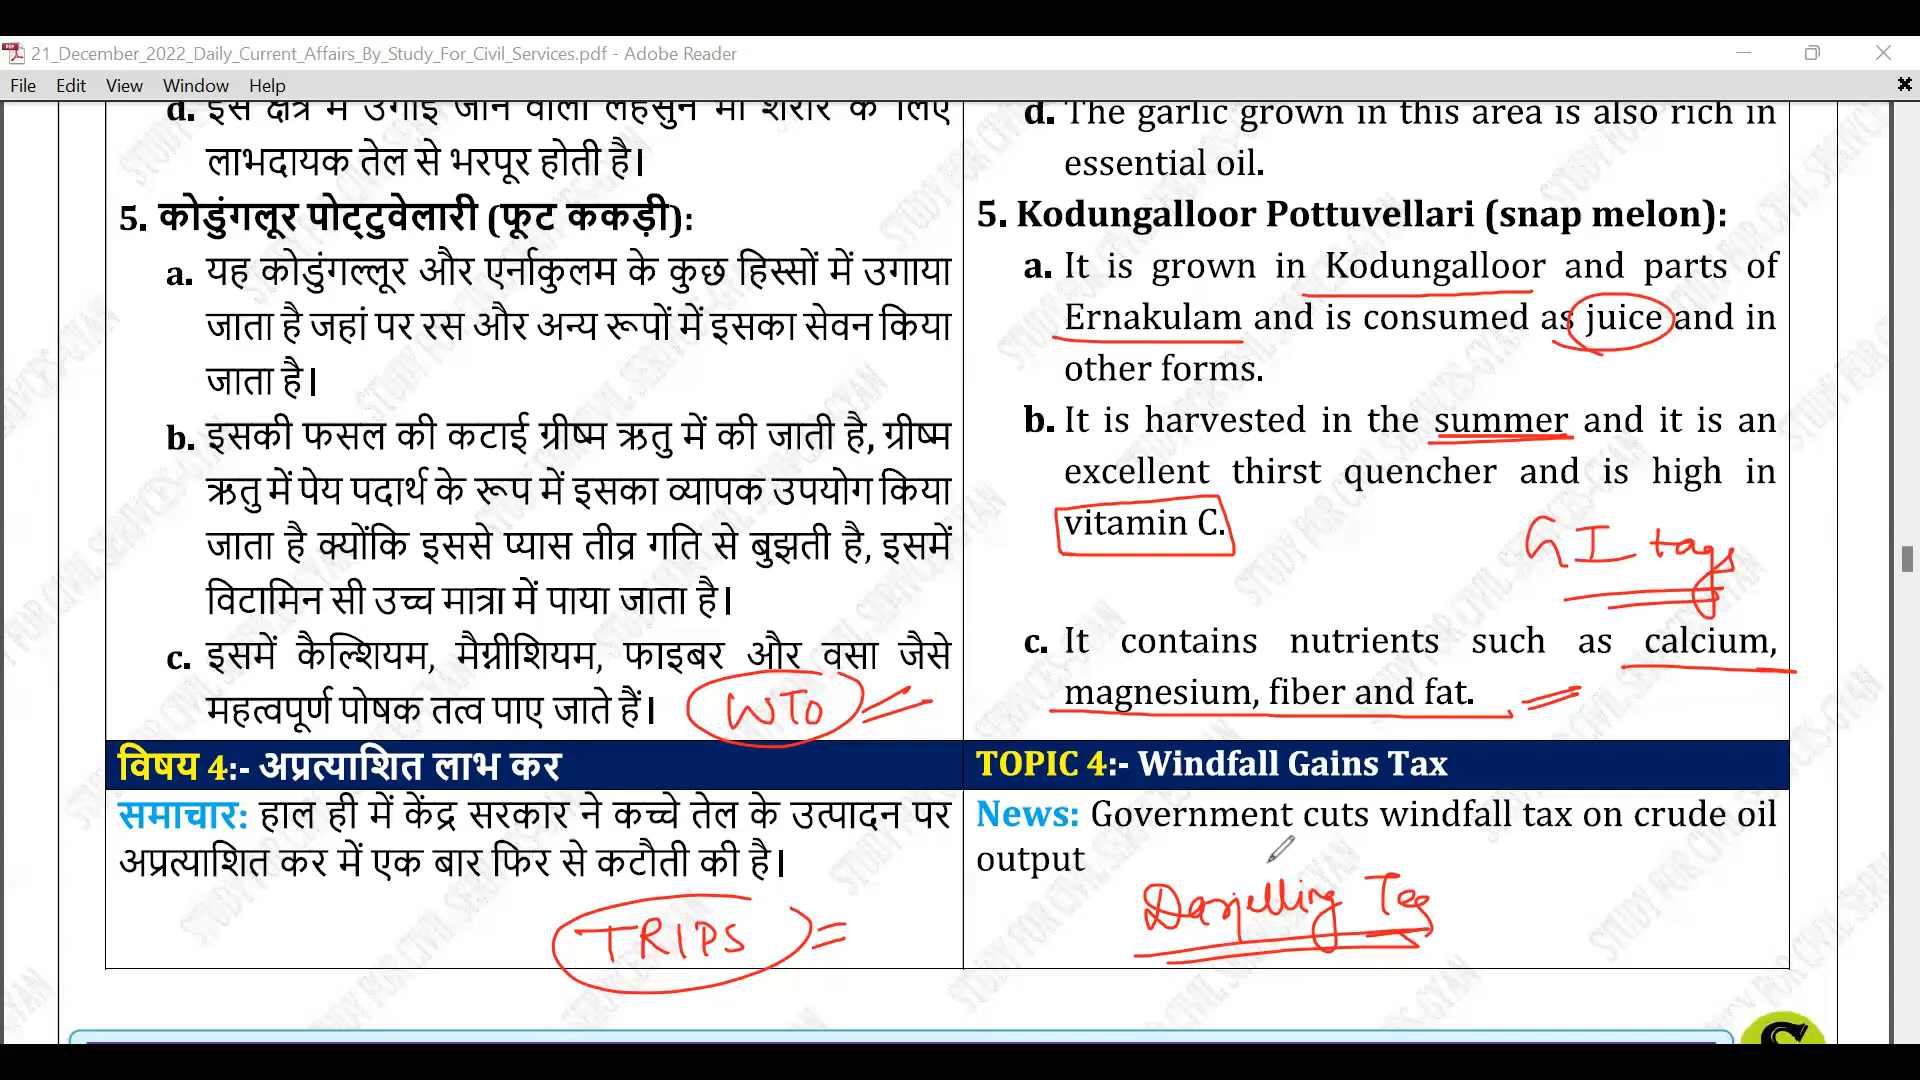 21_December_2022_Daily_Current_Affairs_By_Study_For_Civil_Services.pdf - Adobe Reader
File Edit View Window Help
d. इस क्षेत्र में उगाई जाने वाली लहसुन भी शरीर के लिए
लाभदायक तेल से भरपूर होती है।
5. कोडुंगलूर पोट्टुवेलारी (फूट ककड़ी):
a. यह कोडुंगल्लूर और एर्नाकुलम के कुछ हिस्सों में उगाया
जाता है जहां पर रस और अन्य रूपों में इसका सेवन किया
जाता है।
b. इसकी फसल की कटाई ग्रीष्म ऋतु में की जाती है, ग्रीष्म
ऋतु में पेय पदार्थ के रूप में इसका व्यापक उपयोग किया
जाता है क्योंकि इससे प्यास तीव्र गति से बुझती है, इसमें
विटामिन सी उच्च मात्रा में पाया जाता है।
c. इसमें कैल्शियम, मैग्नीशियम, फाइबर और वसा जैसे
महत्वपूर्ण पोषक तत्व पाए जाते हैं।
WTO
विषय 4:- अप्रत्याशित लाभ कर
समाचार: हाल ही में केंद्र सरकार ने कच्चे तेल के उत्पादन पर
अप्रत्याशित कर में एक बार फिर से कटौती की है।
TRIPS
d. The garlic grown in this area is also rich in
essential oil.
5. Kodungalloor Pottuvellari (snap melon):
a. It is grown in Kodungalloor and parts of
Ernakulam and is consumed as juice and in
other forms.
b. It is harvested in the summer and it is an
excellent thirst quencher and is high in
vitamin C.
GI tags
c. It contains nutrients such as calcium,
magnesium, fiber and fat.
TOPIC 4:- Windfall Gains Tax
News: Government cuts windfall tax on crude oil
output
Darjelling Tea